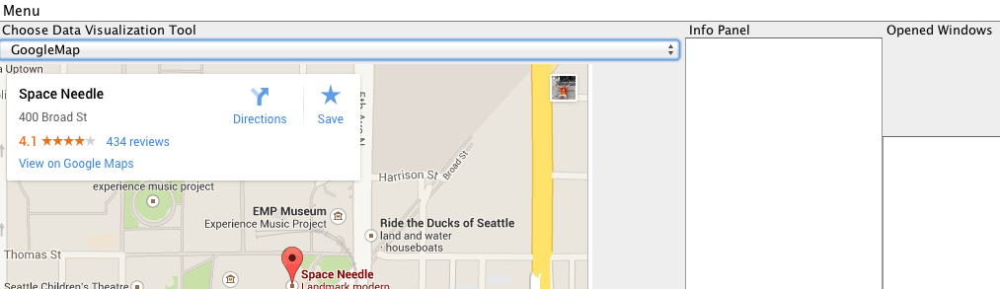 Menu
Choose Data Visualization Tool
Info Panel
Opened Windows
GoogleMap
a Uptown
Space Needle
400 Broad St
4.1
434 reviews
View on Google Maps
Directions
Save
5th Ave N
Harrison St
Broad St
experience music project
EMP Museum
Experience Music Project
Ride the Ducks of Seattle
land and water
· houseboats
Thomas St
Space Needle
Landmark modern
Seattle Children's Theatre